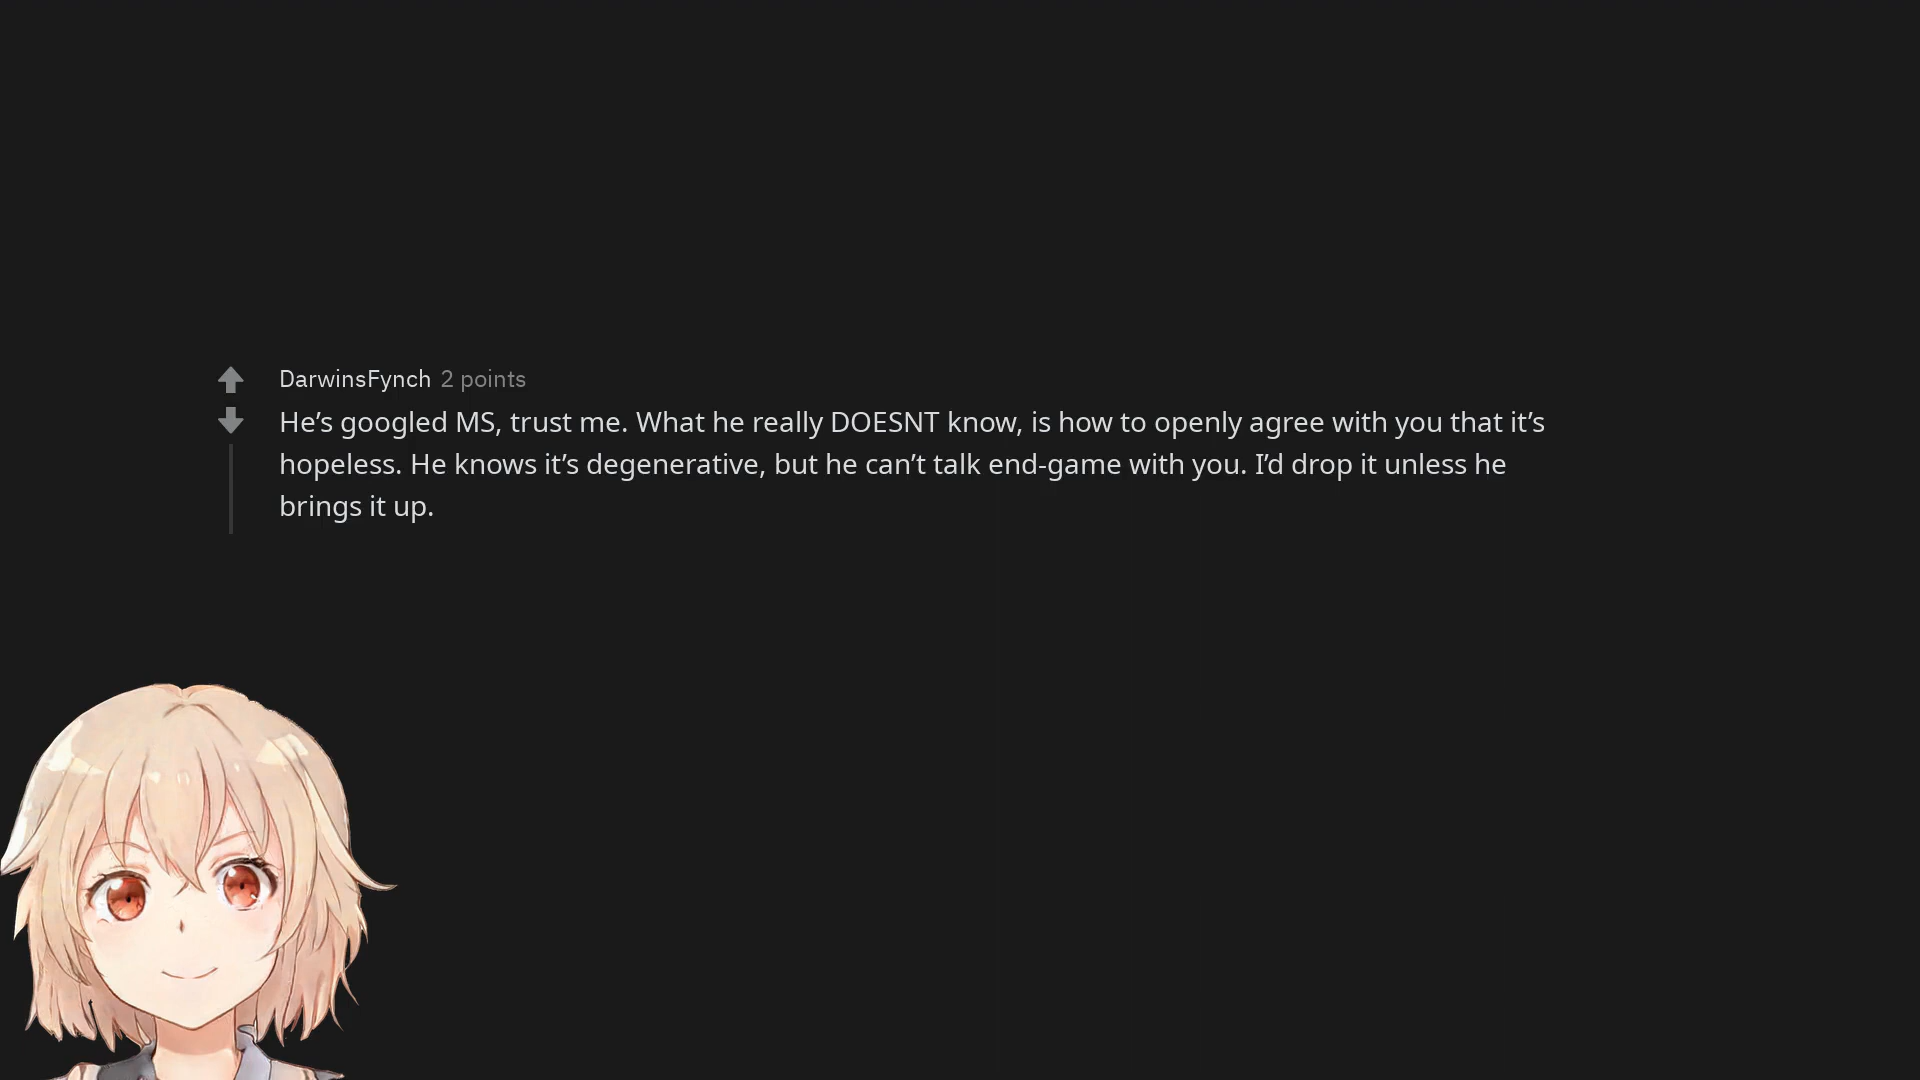 DarwinsFynch 2 points
He’s googled MS, trust me. What he really DOESNT know, is how to openly agree with you that it’s
hopeless. He knows it’s degenerative, but he can’t talk end-game with you. I’d drop it unless he
brings it up.